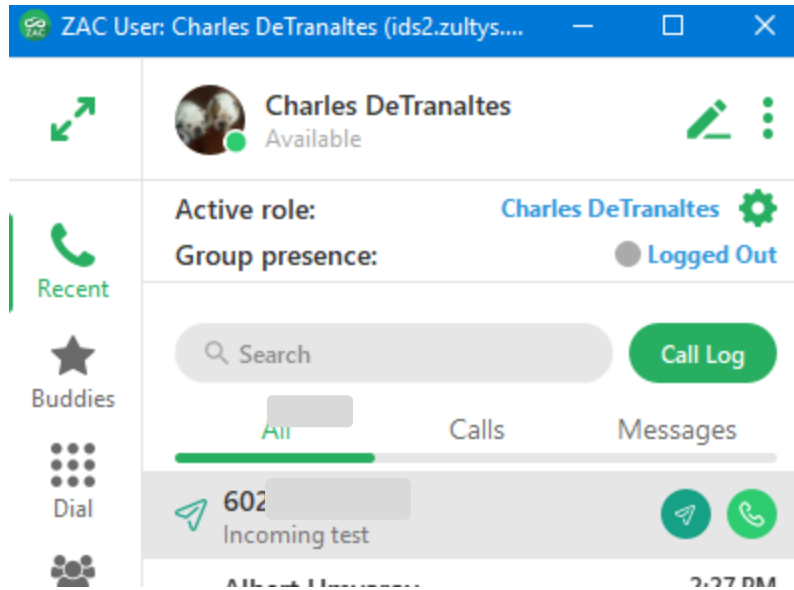 ZAC User: Charles DeTranaltes (ids2.zultys....
Charles DeTranaltes
Available
Active role:
Charles DeTranaltes
Group presence:
Logged Out
Recent
Search
Call Log
Buddies
All
Calls
Messages
Dial
602
Incoming test
Albert
2:27 PM